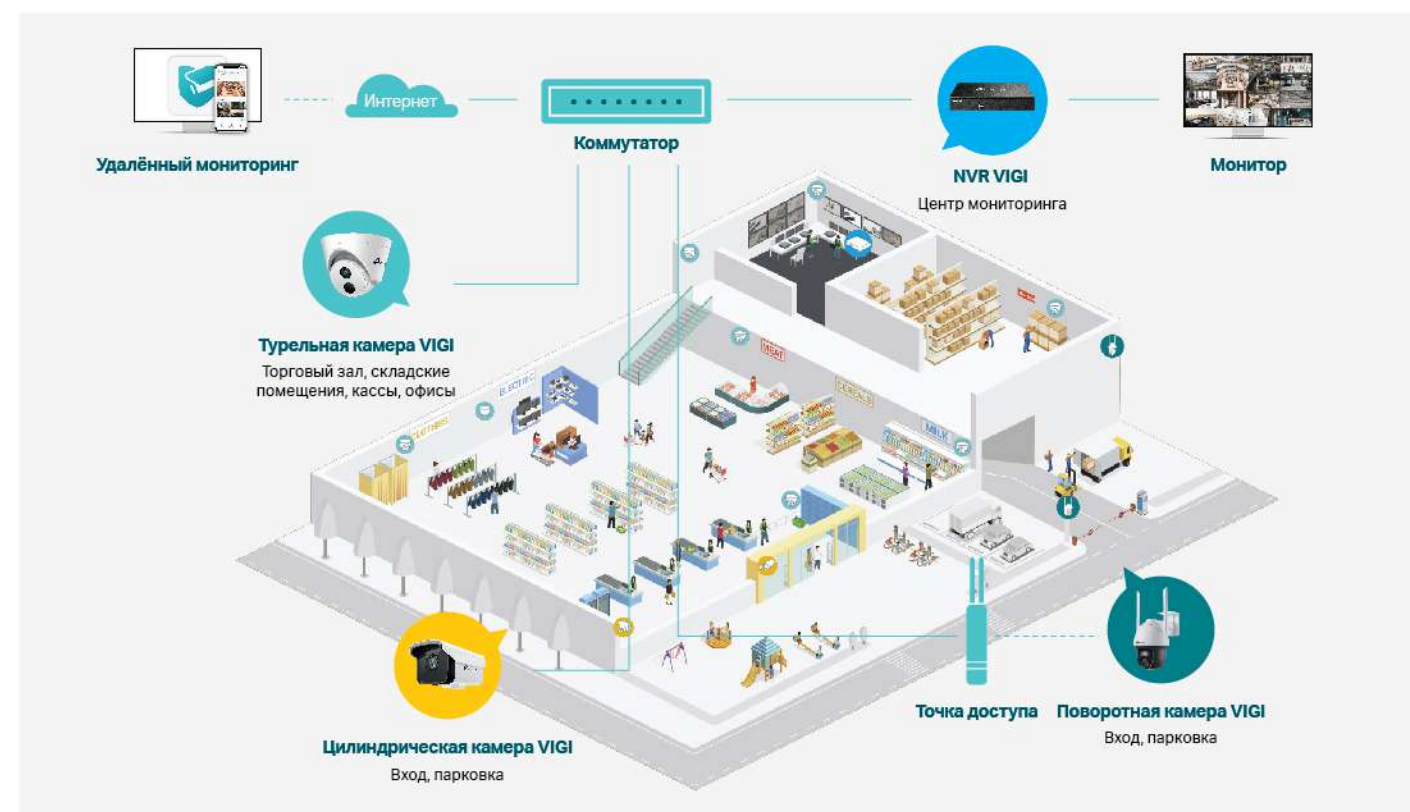 Интернет
Коммутатор
Удалённый мониторинг
NVR VIGI
Центр мониторинга
Монитор
Турельная камера VIGI
Торговый зал, складские
помещения, кассы, офисы
CLOTHES
ELECTRIC
MEAT
CEREALS
MILK
Точка доступа
Поворотная камера VIGI
Вход, парковка
Цилиндрическая камера VIGI
Вход, парковка